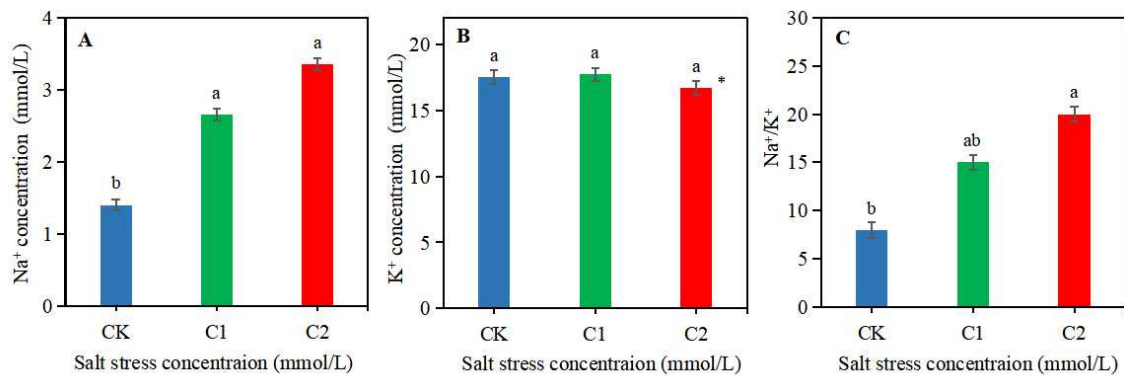 A
Na⁺ concentration (mmol/L)
4
3
2
1
0
b
a
a
CK
C1
C2
Salt stress concentraion (mmol/L)
B
K⁺ concentration (mmol/L)
20
15
10
5
0
a
a
a
*
CK
C1
C2
Salt stress concentraion (mmol/L)
C
Na⁺/K⁺
30
25
20
15
10
5
0
b
ab
a
CK
C1
C2
Salt stress concentraion (mmol/L)